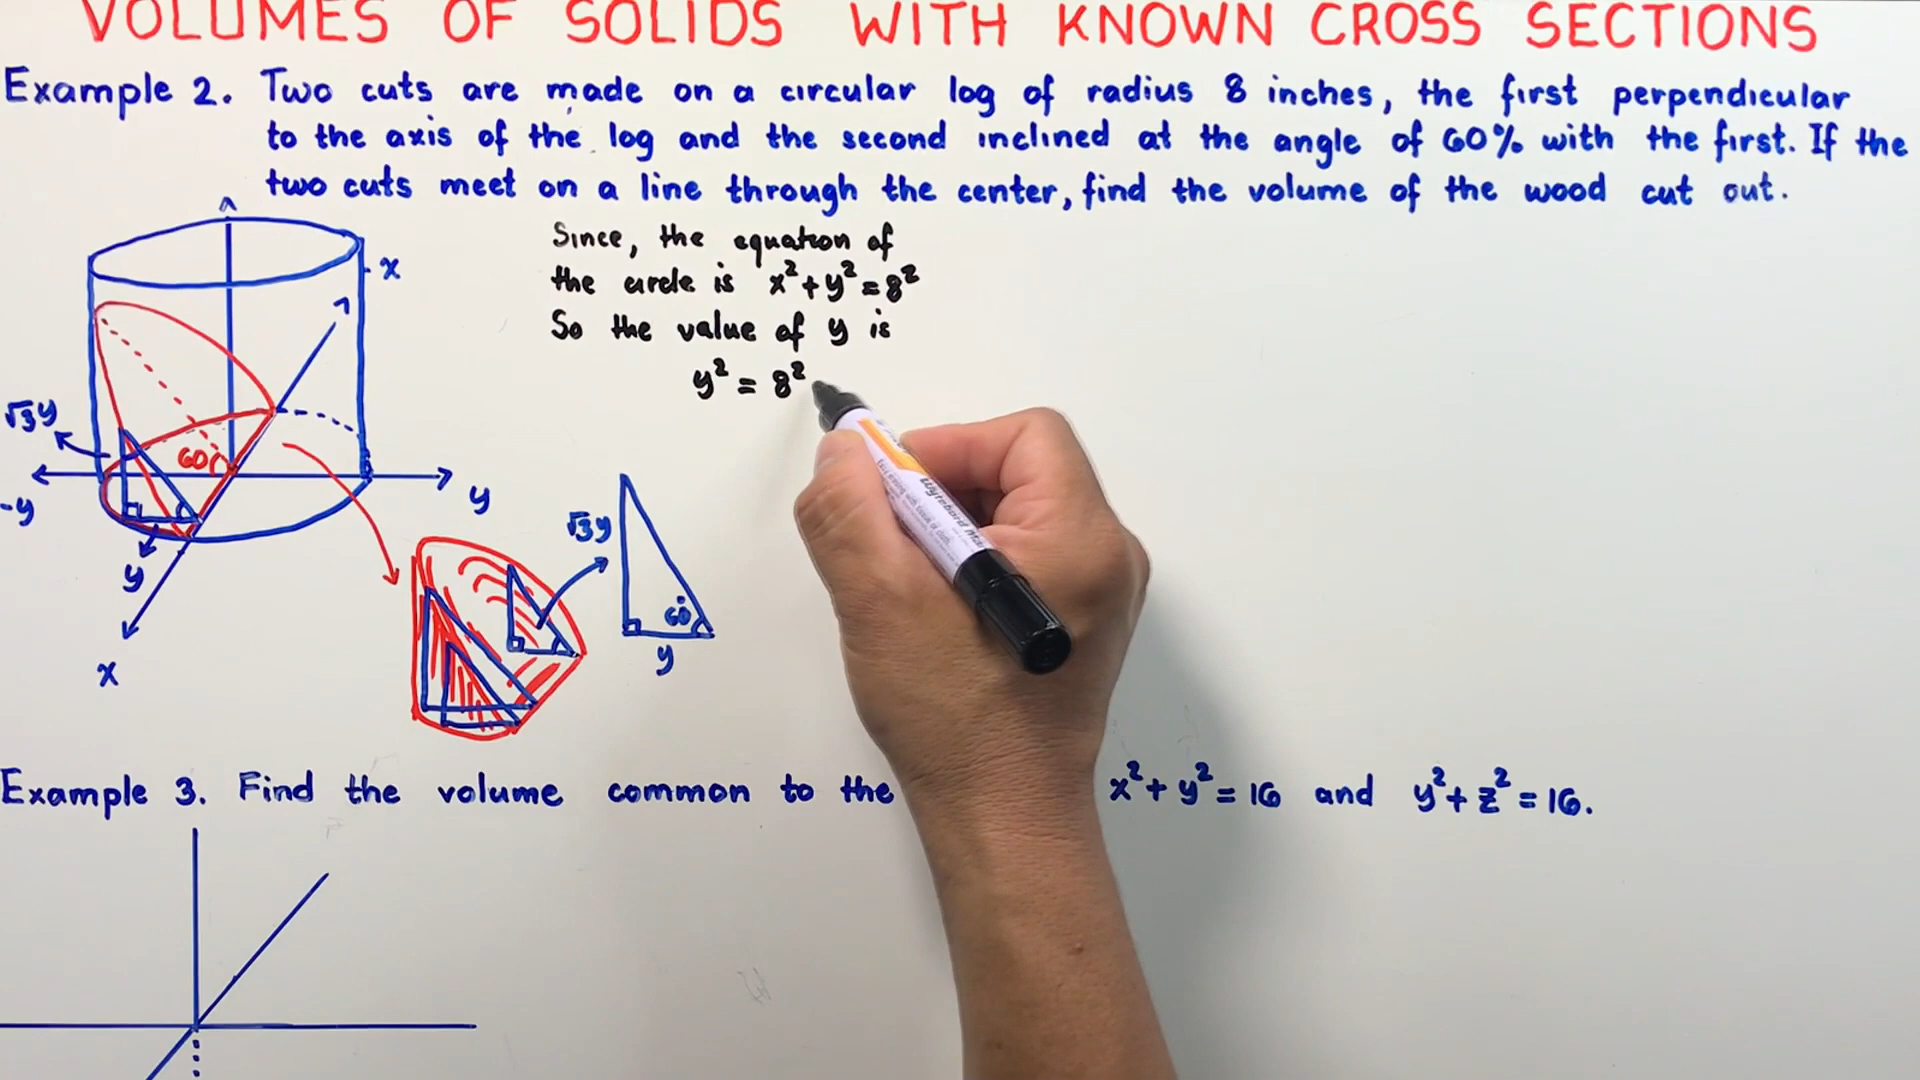 VOLUMES OF SOLIDS WITH KNOWN CROSS SECTIONS
Example 2. Two cuts are made on a circular log of radius 8 inches, the first perpendicular
to the axis of the log and the second inclined at the angle of 60% with the first. If the
two cuts meet on a line through the center, find the volume of the wood cut out.
Since, the equation of
the circle is x²+y²=8²
So the value of y is
y² = 8²
x
√3y
60
-y
y
y
x
√3y
60°
y
Wytebord
Example 3. Find the volume common to the x²+y²=16 and y²+z²=16.